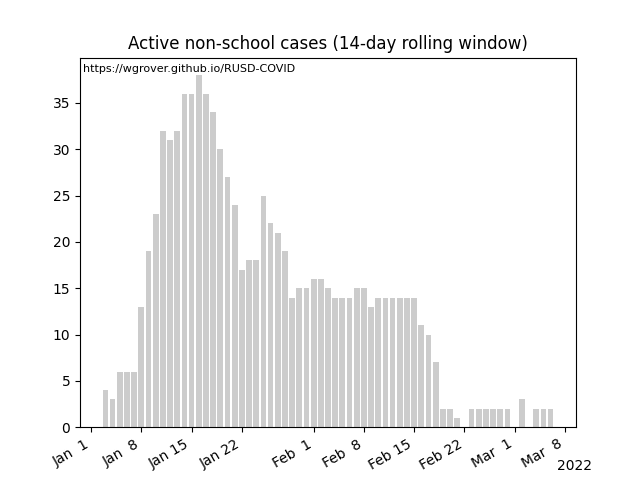 Active non-school cases (14-day rolling window)
https://wgrover.github.io/RUSD-COVID
35
30
25
20
15
10
5
0
Jan 1
Jan 8
Jan 15
Jan 22
Feb 1
Feb 8
Feb 15
Feb 22
Mar 1
Mar 8
2022